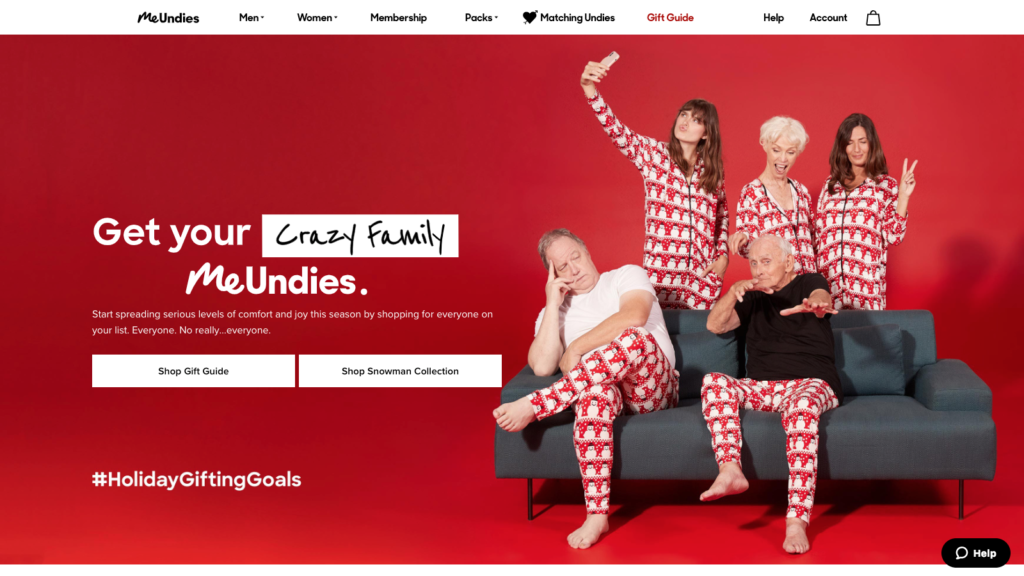 MeUndies
Men
Women
Membership
Packs
Matching Undies
Gift Guide
Help
Account
Get your Crazy Family
MeUndies.
Start spreading serious levels of comfort and joy this season by shopping for everyone on
your list. Everyone. No really...everyone.
Shop Gift Guide
Shop Snowman Collection
#HolidayGiftingGoals
Help